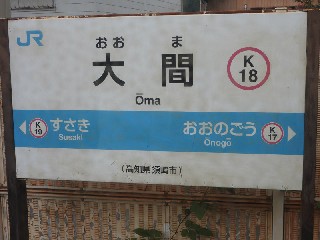 JR
おおま
大間
K
18
Ōma
K
19
すさき
Susaki
おおのごう
Ōnogō
K
17
(高知県須崎市)